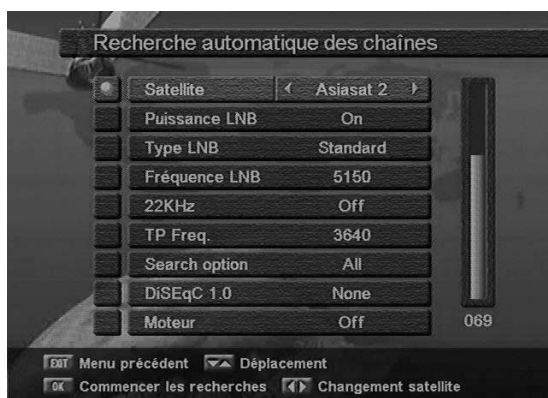 Recherche automatique des chaînes
Satellite Asiasat 2
Puissance LNB On
Type LNB Standard
Fréquence LNB 5150
22KHz Off
TP Freq. 3640
Search option All
DiSEqC 1.0 None
Moteur Off
069
EXIT Menu précédent Déplacement
OK Commencer les recherches Changement satellite